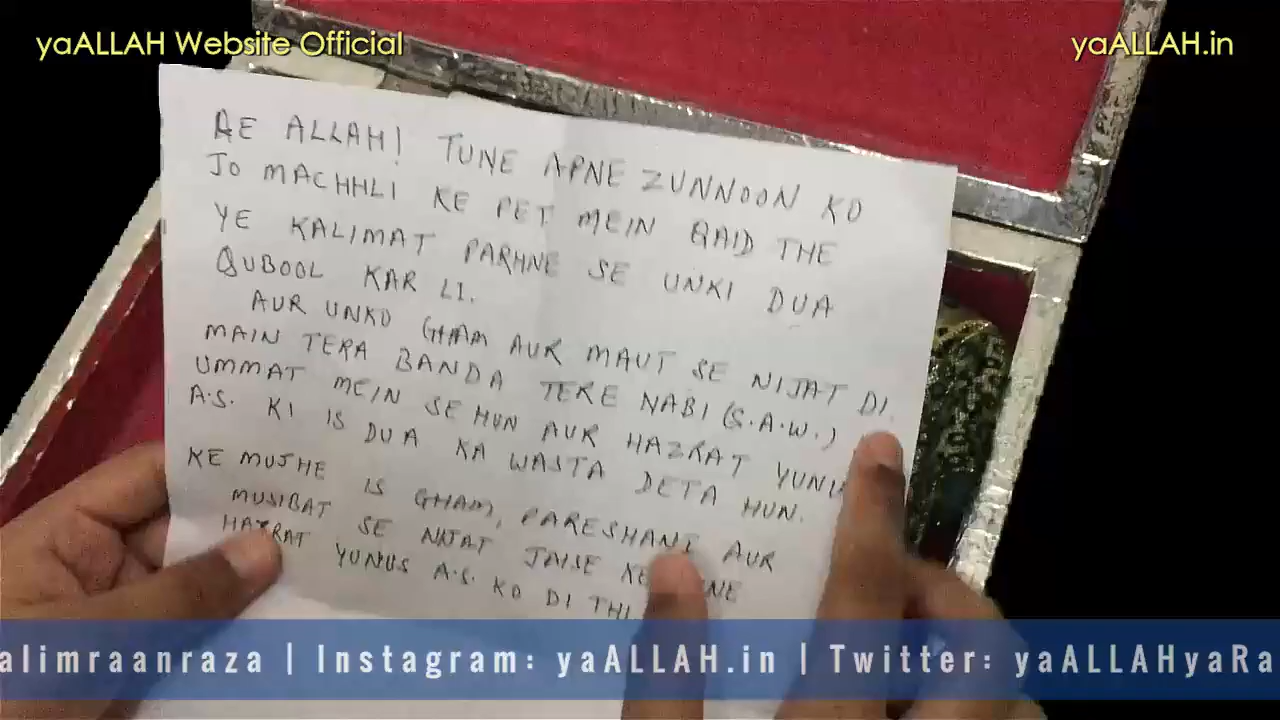 yaALLAH Website Official
yaALLAH.in
AE ALLAH! TUNE APNE ZUNNOON KO
JO MACHHLI KE PET MEIN QAID THE
YE KALIMAT PARHNE SE UNKI DUA
QUBOOL KAR LI.
AUR UNKO GHAM AUR MAUT SE NIJAT DI.
MAIN TERA BANDA TERE NABI (S.A.W.)
UMMAT MEIN SE HUN AUR HAZRAT
A.S. KI IS DUA KA WASTA DETA HUN.
KE MUJHE IS GHAM, PARESHANI AUR
MUSIBAT SE NIJAT JAISE
HAZRAT YUNUS A.S. KO DI THI.
alimraanraza | Instagram: yaALLAH.in | Twitter: yaALLAHyaRa